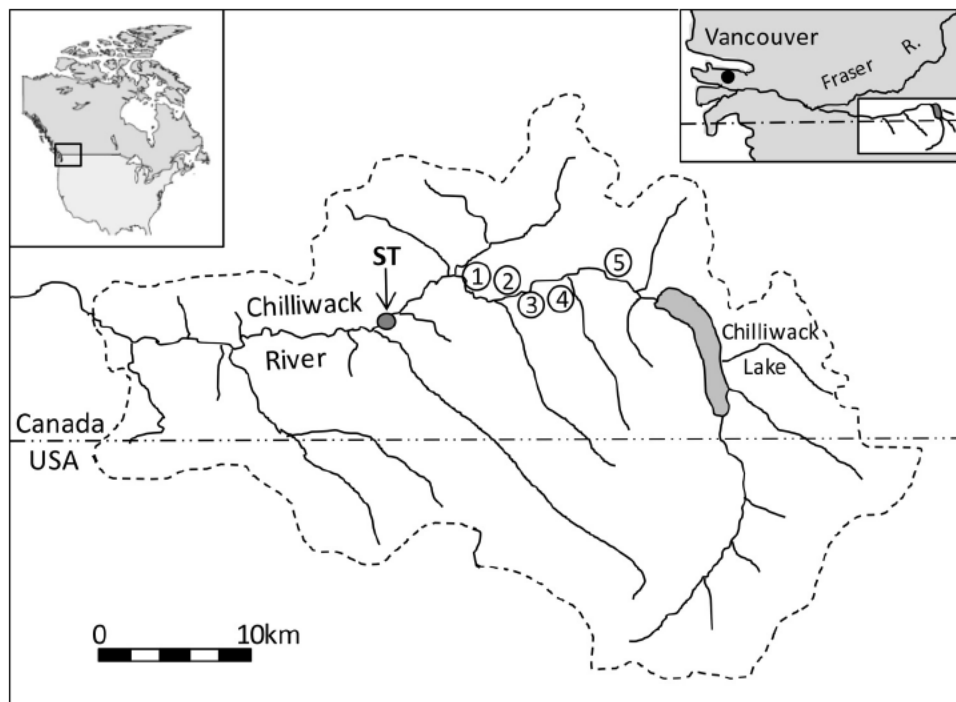 Vancouver
Fraser
R.
ST
1
2
3
4
5
Chilliwack
River
Chilliwack
Lake
Canada
USA
0
10km